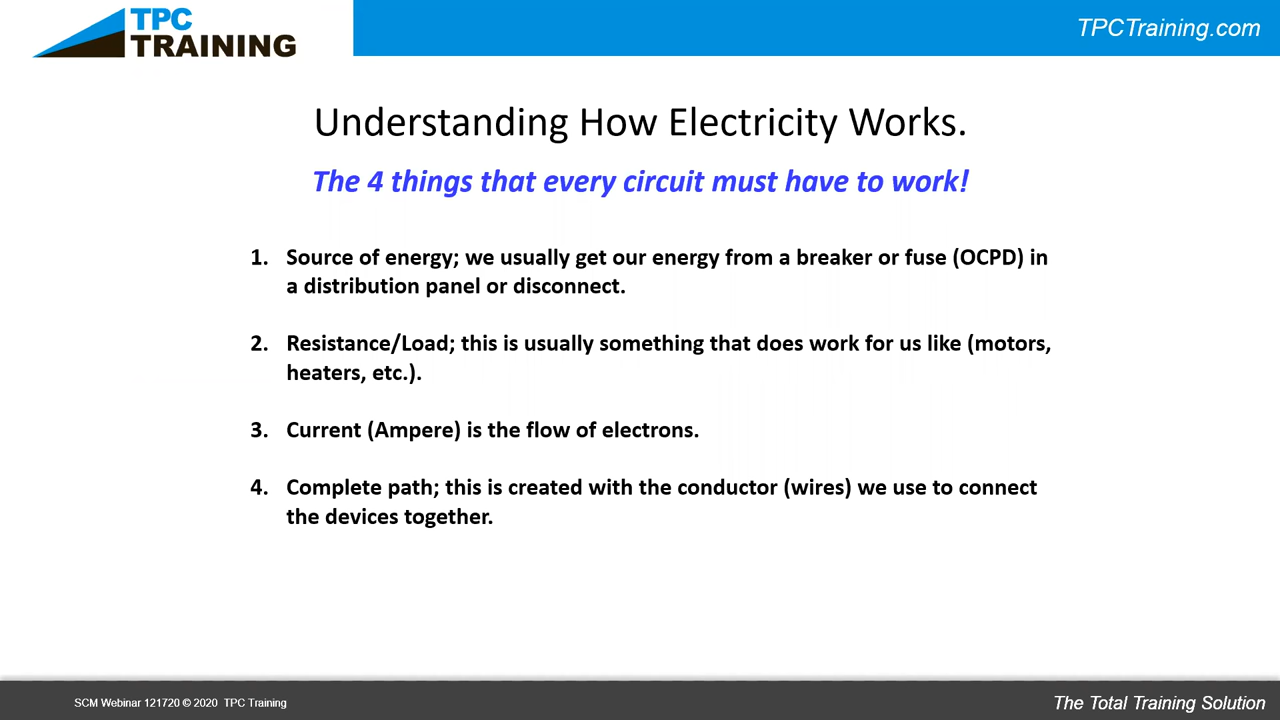 TPC
TRAINING
TPCTraining.com
Understanding How Electricity Works.
The 4 things that every circuit must have to work!
1. Source of energy; we usually get our energy from a breaker or fuse (OCPD) in
a distribution panel or disconnect.
2. Resistance/Load; this is usually something that does work for us like (motors,
heaters, etc.).
3. Current (Ampere) is the flow of electrons.
4. Complete path; this is created with the conductor (wires) we use to connect
the devices together.
SCM Webinar 121720 © 2020 TPC Training
The Total Training Solution